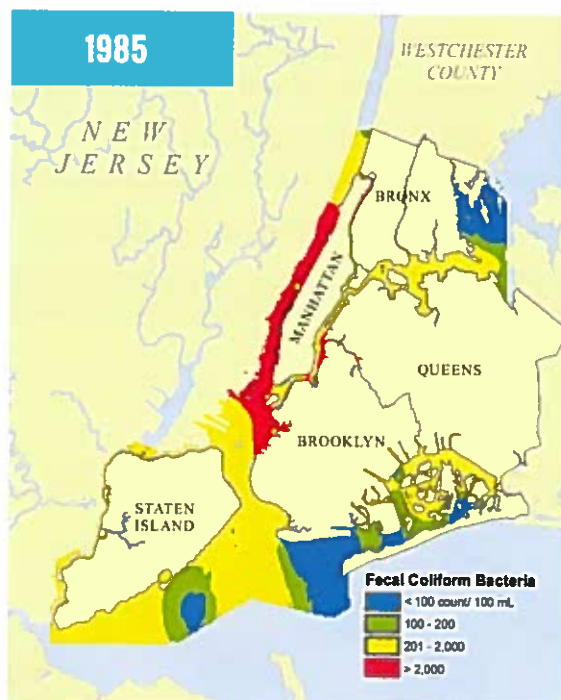 1985
WESTCHESTER
COUNTY
NEW
JERSEY
BRONX
MANHATTAN
QUEENS
BROOKLYN
STATEN
ISLAND
Fecal Coliform Bacteria
< 100 count/ 100 mL
100 - 200
201 - 2,000
> 2,000